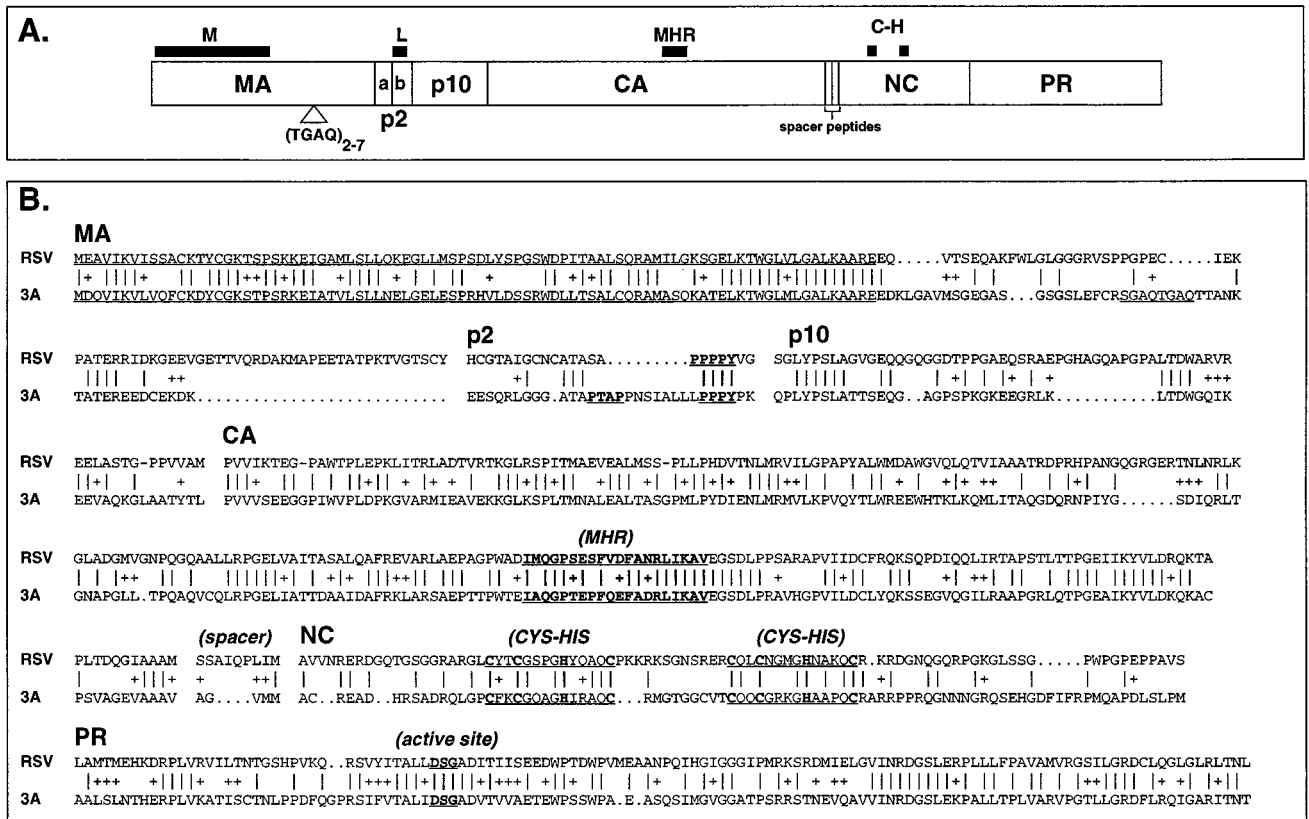 A.
M L MHR C-H
MA a b p10 CA NC PR
(TGAQ)2-7 p2 spacer peptides
B.
MA
RSV MEAVIKVISSACKTYCGKTSPSKKEIGAMLSLLQKEGLLMSPSDLYSPGSWDPITAALSQRAMILGKSGELKTWGLVLGALKAAREEQ.....VTSEQAKFWLGLGGGRVSPPGPEC.....IEK
3A MDQVIKVLVQFCKDYCGKSTPSRKEIATVLSLLNELGELESPRHVLDSSRWDLLTSALCQRAMASQKATELKTWGLMLGALKAAREEDKLGAVMSGEGAS...GSGSLEFCRSGAQTGAQTTANK
p2 p10
RSV PATERRIDKGEEVGETTVQRDAKMAPEETATPKTVGTSCY HCGTAIGCNCATASA.........PPPPYVG SGLYPSLAGVGEQQGQGGDTPPGAEQSRAEPGHAGQAPGPALTDWARVR
3A TATEREEDCEKDK........................... EESQRLGGG.ATAPTAPPNSIALLLPPPYPK QPLYPSLATTSEQG..AGPSPKGKEEGRLK...........LTDWGQIK
CA
RSV EELASTG-PPVVAM PVVIKTEG-PAWTPLEPKLITRLADTVRTKGLRSPITMAEVEALMSS-PLLPHDVTNLMRVILGPAPYALWMDAWGVQLQTVIAAATRDPRHPANGQGRGERTNLNRLK
3A EEVAQKGLAATYTL PVVVSEEGGPIWVPLDPKGVARMIEAVEKKGLKSPLTMNALEALTASGPMLPYDIENLMRMVLKPVQYTLWREEWHTKLKQMLITAQGDQRNPIYG......SDIQRLT
(MHR)
RSV GLADGMVGNPQGQAALLRPGELVAITASALQAFREVARLAEPAGPWADIMQGPSESFVDFANRLIKAVEGSDLPPSARAPVIIDCFRQKSQPDIQQLIRTAPSTLTTPGEIIKYVLDRQKTA
3A GNAPGLL.TPQAQVCQLRPGELIATTDAAIDAFRKLARSAEPTTPWTEIAQGPTEPFQEFADRLIKAVEGSDLPRAVHGPVILDCLYQKSSEGVQGILRAAPGRLQTPGEAIKYVLDKQKAC
(spacer) NC (CYS-HIS (CYS-HIS)
RSV PLTDQGIAAAM SSAIQPLIM AVVNRERDGQTGSGGRARGLCYTCGSPGHYQAQCPKKRKSGNSRERCQLCNGMGHNAKQCR.KRDGNQGQRPGKGLSSG.....PWPGPEPPAVS
3A PSVAGEVAAAV AG....VMM AC..READ..HRSADRQLGPCFKCGQAGHIRAQC...RMGTGGCVTCQQCGRKGHAAPQCRARRPPRQGNNNGRQSEHGDFIFRPMQAPDLSLPM
PR (active site)
RSV LAMTMEHKDRPLVRVILTNTGSHPVKQ..RSVYITALLDSGADITIISEEDWPTDWPVMEAANPQIHGIGGGIPMRKSRDMIELGVINRDGSLERPLLLFPAVAMVRGSILGRDCLQGLGLRLTNL
3A AALSLNTHERPLVKATISCTNLPPDFQGPRSIFVTALIDSGADVTVVAETEWPSSWPA.E.ASQSIMGVGGATPSRRSTNEVQAVVINRDGSLEKPALLTPLVARVPGTLLGRDFLRQIGARITNT